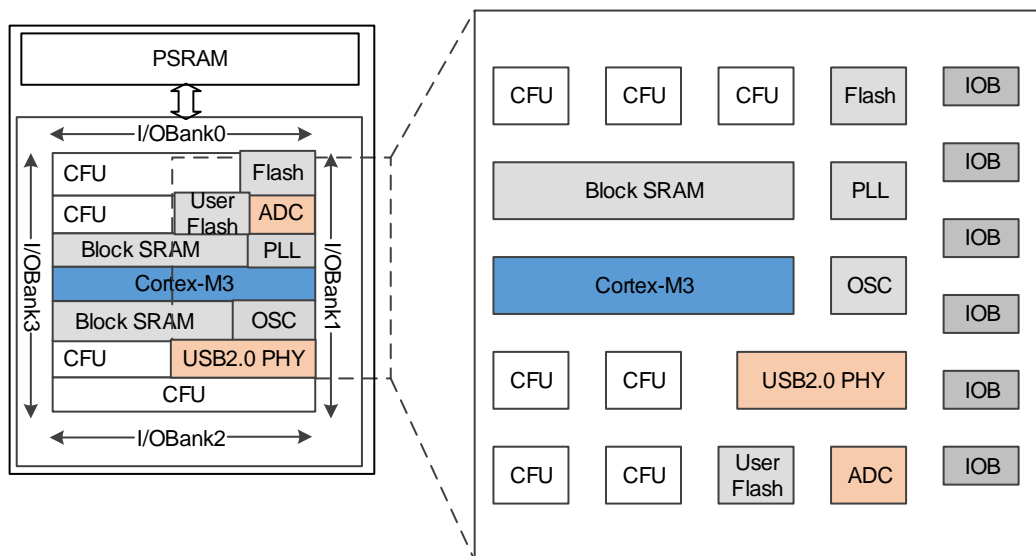 PSRAM
I/OBank0
CFU
Flash
CFU
User
Flash
ADC
Block SRAM
PLL
Cortex-M3
Block SRAM
OSC
CFU
USB2.0 PHY
CFU
I/OBank3
I/OBank1
I/OBank2
CFU
CFU
CFU
Flash
IOB
Block SRAM
PLL
IOB
IOB
Cortex-M3
OSC
IOB
CFU
CFU
USB2.0 PHY
IOB
CFU
CFU
User
Flash
ADC
IOB